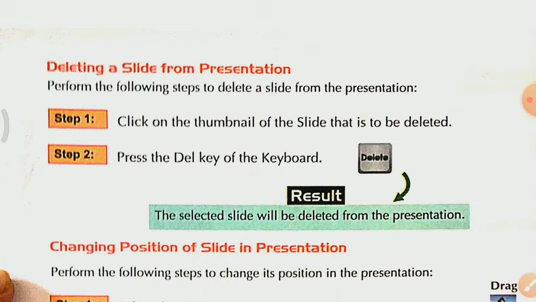 Deleting a Slide from Presentation
Perform the following steps to delete a slide from the presentation:
Step 1: Click on the thumbnail of the Slide that is to be deleted.
Step 2: Press the Del key of the Keyboard.
Delete
Result
The selected slide will be deleted from the presentation.
Changing Position of Slide in Presentation
Perform the following steps to change its position in the presentation:
Drag